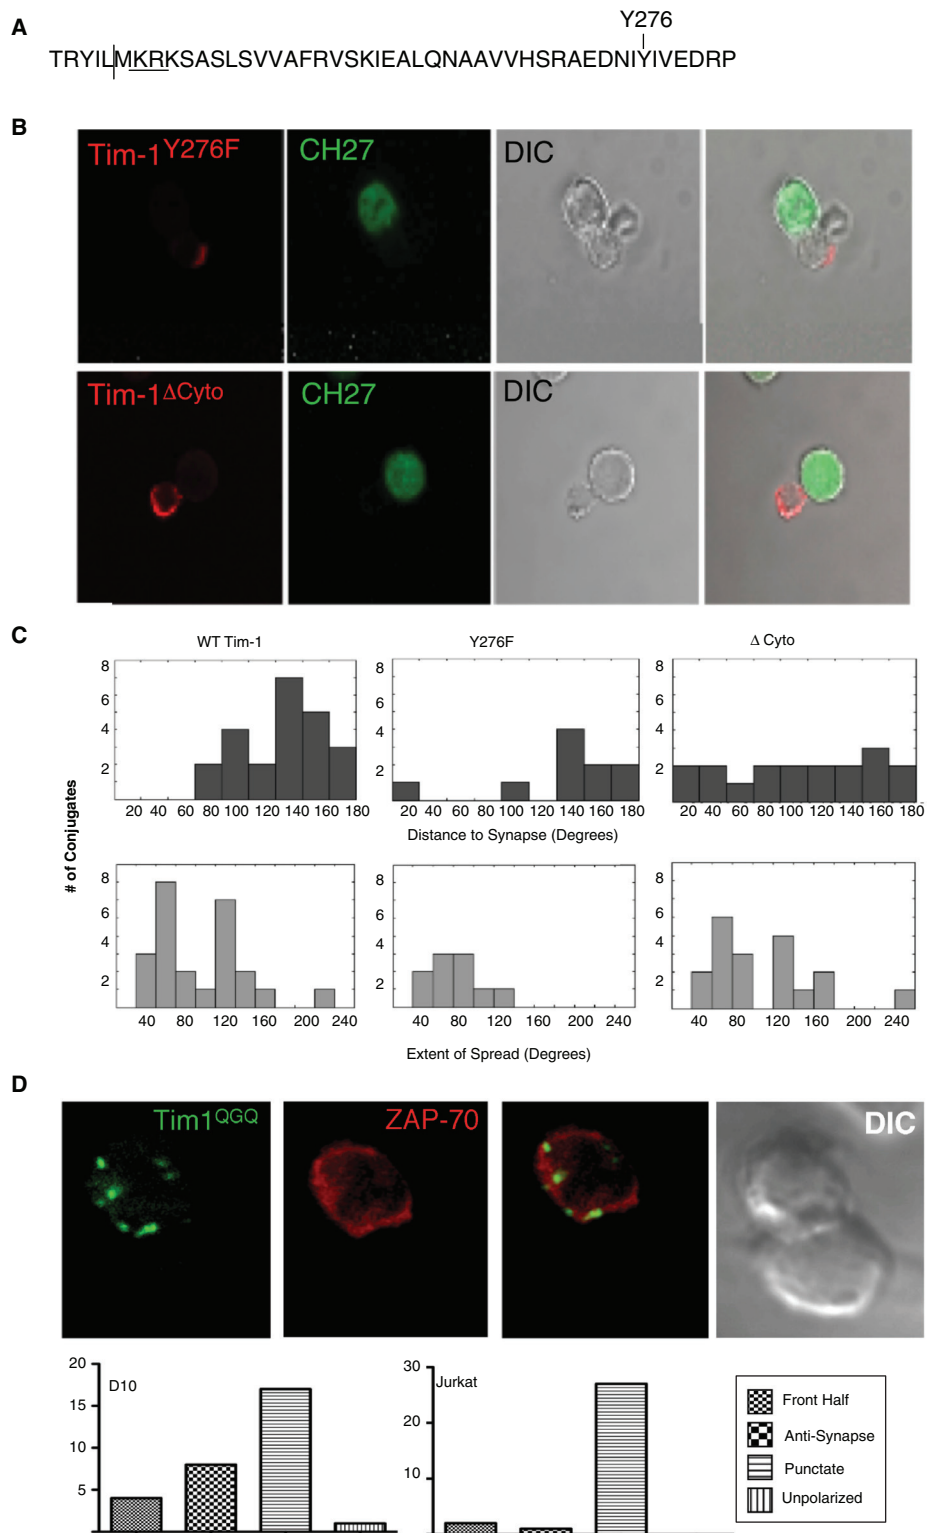 A
Y276
TRYILMKRKSASLSVVAFRVSKIEALQNAAVVHSRAEDNIYIVEDRP
B
Tim-1Y276F CH27 DIC
Tim-1ΔCyto CH27 DIC
C
WT Tim-1 Y276F Δ Cyto
8 8 8
6 6 6
4 4 4
2 2 2
20 40 60 80 100 120 140 160 180 20 40 60 80 100 120 140 160 180 20 40 60 80 100 120 140 160 180
Distance to Synapse (Degrees)
# of Conjugates
8 8 8
6 6 6
4 4 4
2 2 2
40 80 120 160 200 240 40 80 120 160 200 240 40 80 120 160 200 240
Extent of Spread (Degrees)
D
Tim1QGQ ZAP-70 DIC
20
15
10
5
D10
30
20
10
Jurkat
Front Half
Anti-Synapse
Punctate
Unpolarized